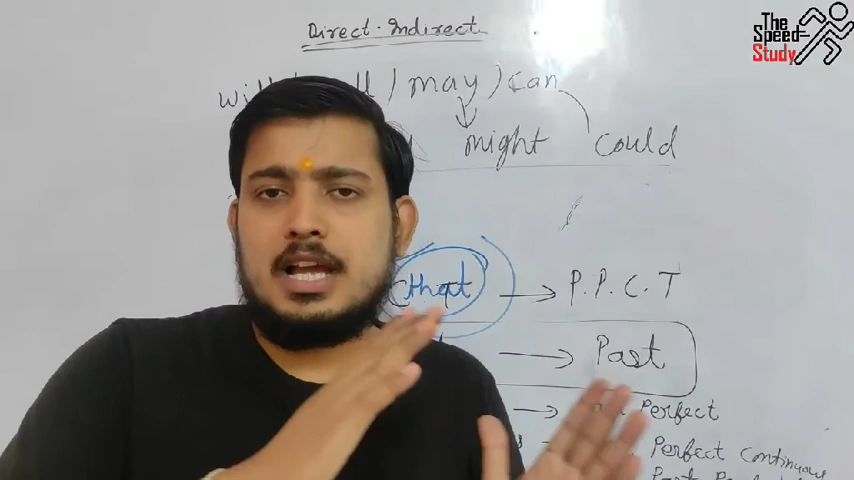 The
Speed
Study
Direct - Indirect
/ may / can
might could
that → P.P.C.T
→ Past
→ Perfect
Perfect Continuous